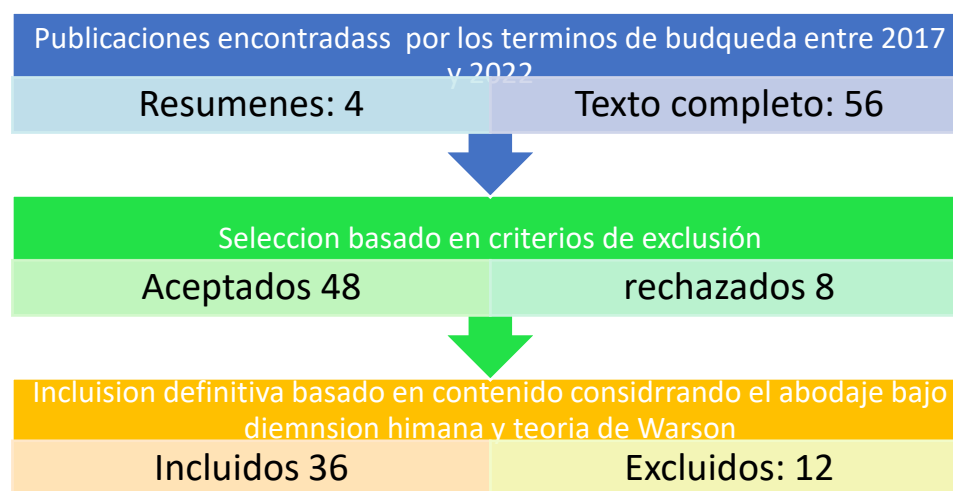 Publicaciones encontradass por los terminos de budqueda entre 2017
y 2022
Resumenes: 4
Texto completo: 56
Seleccion basado en criterios de exclusión
Aceptados 48
rechazados 8
Incluision definitiva basado en contenido considrrando el abodaje bajo
diemnsion himana y teoria de Warson
Incluidos 36
Excluidos: 12